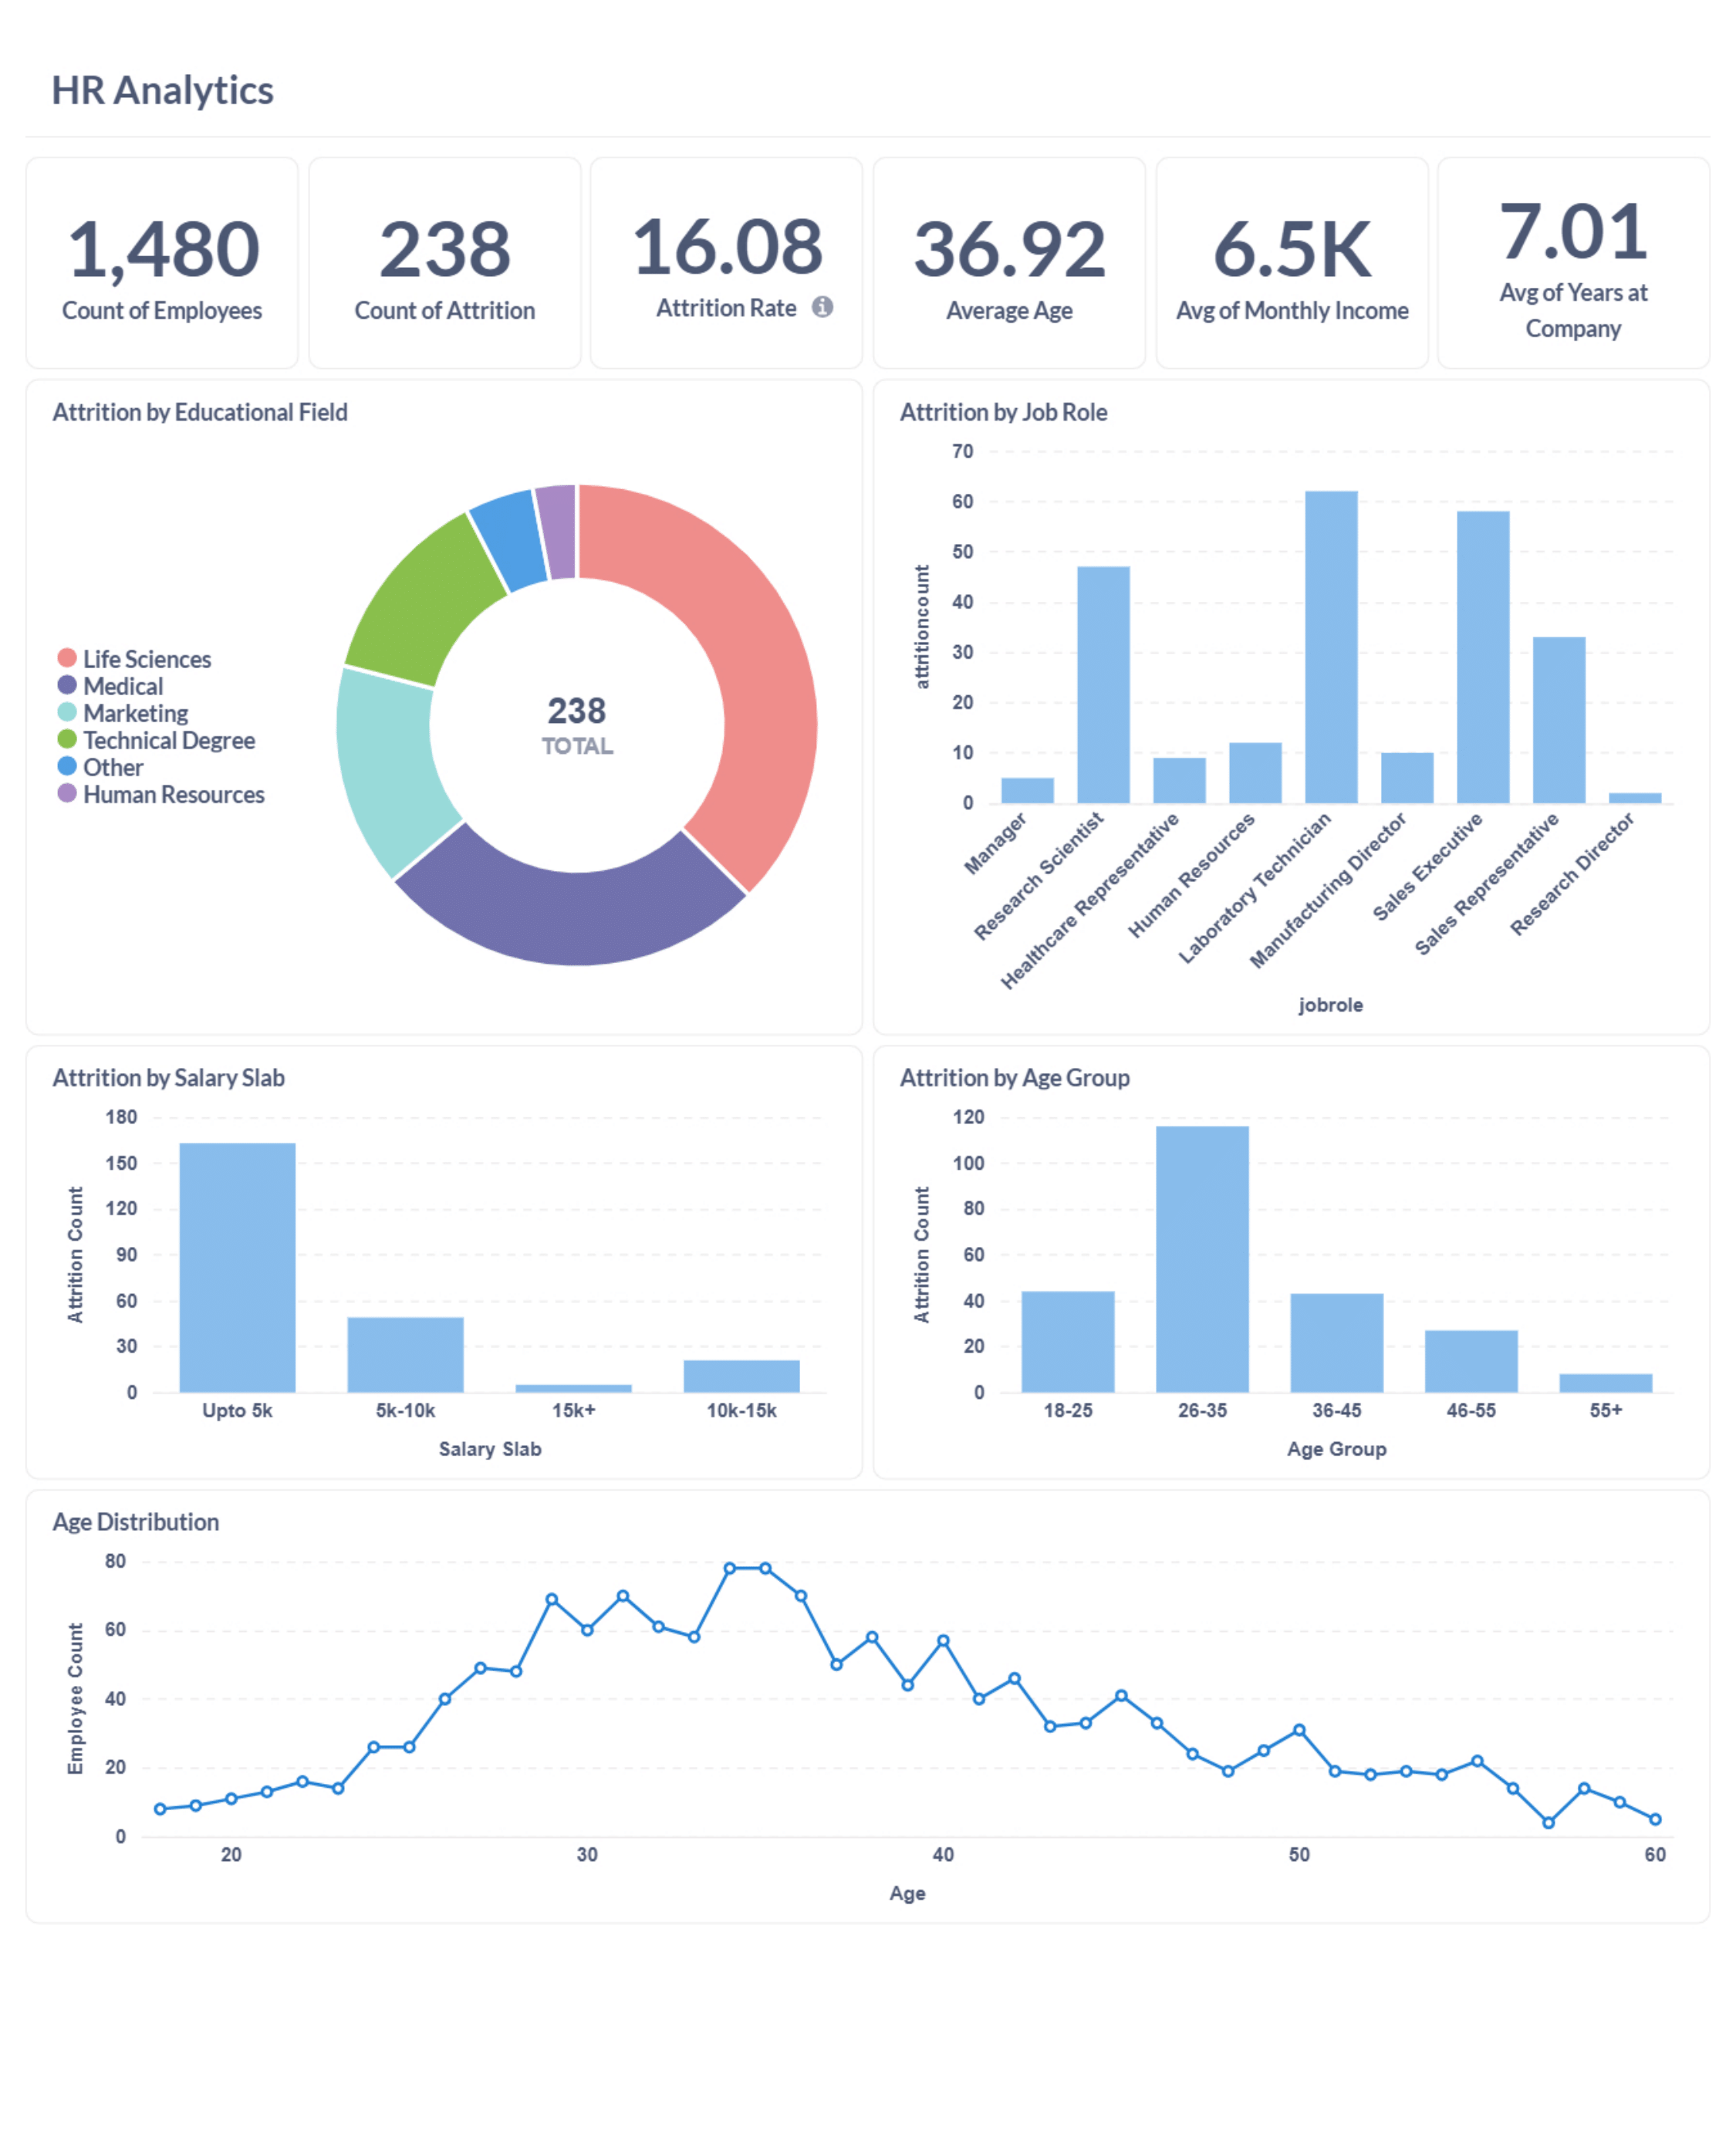 HR Analytics
1,480
Count of Employees
238
Count of Attrition
16.08
Attrition Rate
36.92
Average Age
6.5K
Avg of Monthly Income
7.01
Avg of Years at
Company
Attrition by Educational Field
Life Sciences
Medical
Marketing
Technical Degree
Other
Human Resources
238
TOTAL
Attrition by Job Role
attritioncount
70
60
50
40
30
20
10
0
Manager
Research Scientist
Healthcare Representative
Human Resources
Laboratory Technician
Manufacturing Director
Sales Executive
Sales Representative
Research Director
jobrole
Attrition by Salary Slab
Attrition Count
180
150
120
90
60
30
0
Upto 5k
5k-10k
15k+
10k-15k
Salary Slab
Attrition by Age Group
Attrition Count
120
100
80
60
40
20
0
18-25
26-35
36-45
46-55
55+
Age Group
Age Distribution
Employee Count
80
60
40
20
0
20
30
40
50
60
Age